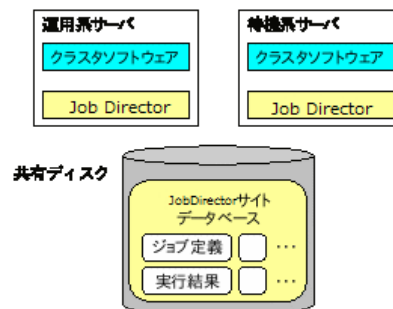 運用系サーバ
クラスタソフトウェア
Job Director
待機系サーバ
クラスタソフトウェア
Job Director
共有ディスク
JobDirectorサイト
データベース
ジョブ定義 ・・・
実行結果 ・・・